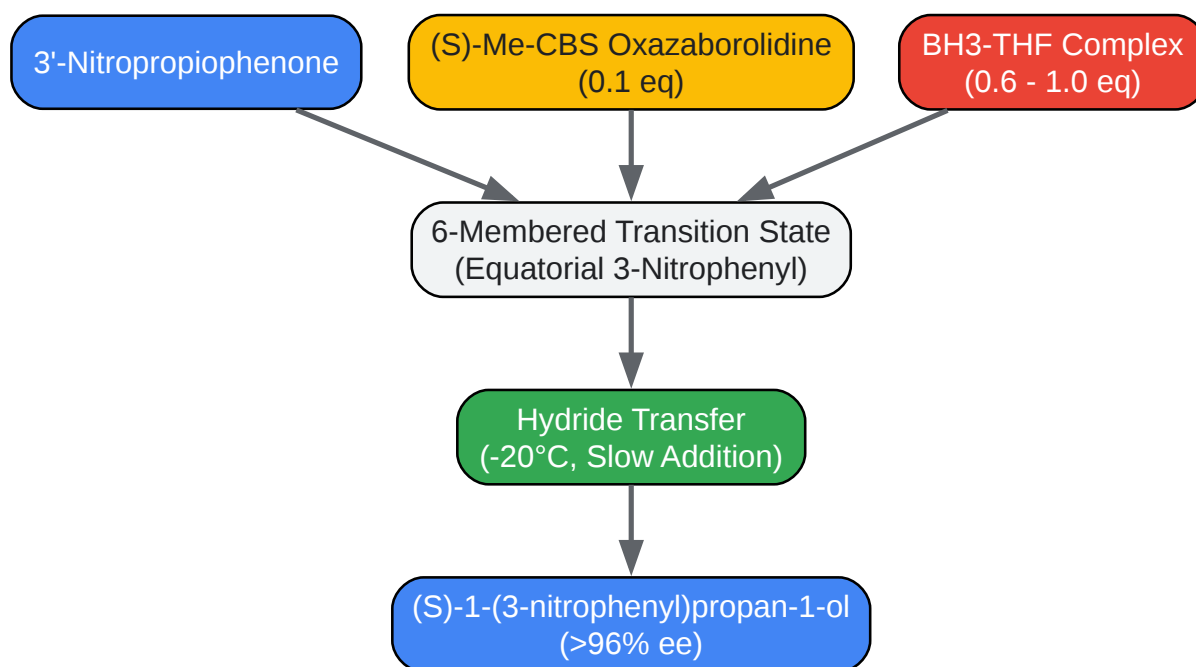 3'-Nitropropiophenone
(S)-Me-CBS Oxazaborolidine
(0.1 eq)
BH3-THF Complex
(0.6 - 1.0 eq)
6-Membered Transition State
(Equatorial 3-Nitrophenyl)
Hydride Transfer
(-20°C, Slow Addition)
(S)-1-(3-nitrophenyl)propan-1-ol
(>96% ee)